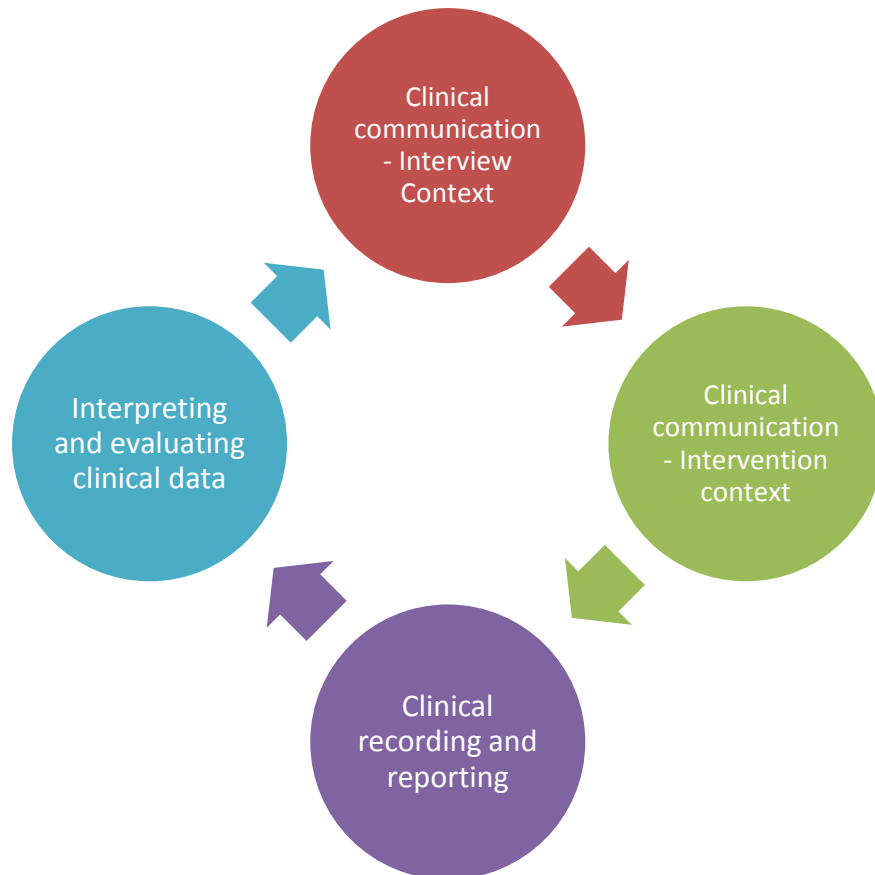 Clinical
communication
- Interview
Context
Clinical
communication
- Intervention
context
Clinical
recording and
reporting
Interpreting
and evaluating
clinical data